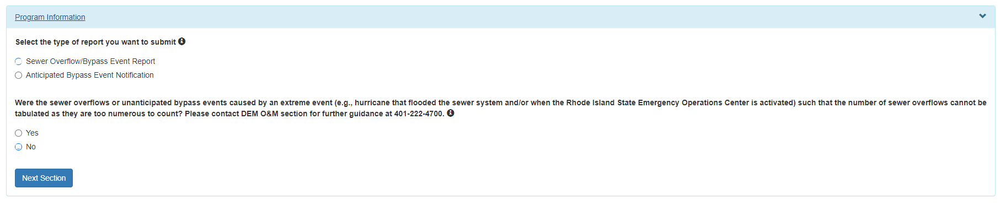 Program Information
Select the type of report you want to submit
Sewer Overflow/Bypass Event Report
Anticipated Bypass Event Notification
Were the sewer overflows or unanticipated bypass events caused by an extreme event (e.g., hurricane that flooded the sewer system and/or when the Rhode Island State Emergency Operations Center is activated) such that the number of sewer overflows cannot be
tabulated as they are too numerous to count? Please contact DEM O&M section for further guidance at 401-222-4700.
Yes
No
Next Section